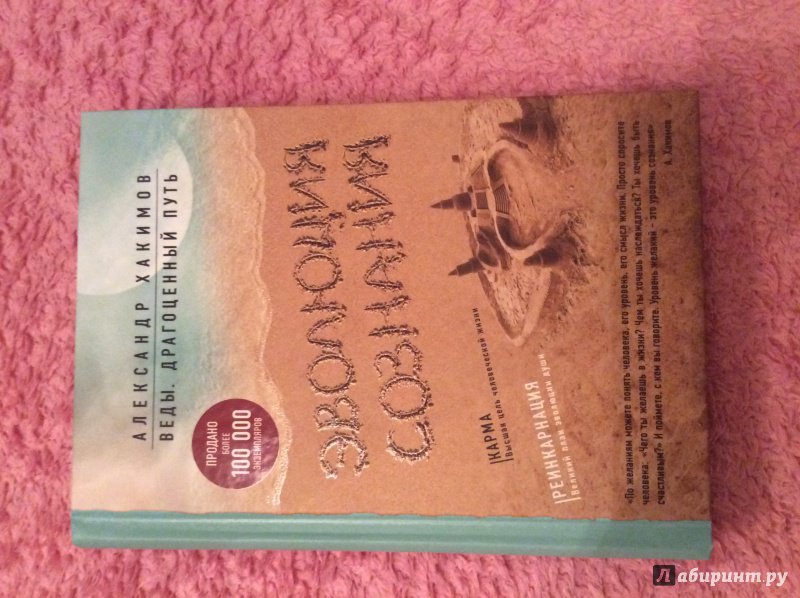 АЛЕКСАНДР ХАКИМОВ
ВЕДЫ. ДРАГОЦЕННЫЙ ПУТЬ
ПРОДАНО
БОЛЕЕ
100 000
ЭКЗЕМПЛЯРОВ
ЭВОЛЮЦИЯ
СОЗНАНИЯ
КАРМА
Высшая цель человеческой жизни
РЕИНКАРНАЦИЯ
Великий план эволюции души
«По желаниям можете понять человека, его уровень, его смысл жизни. Просто спросите
человека: «Чего ты желаешь в жизни? Чем ты хочешь наслаждаться? Ты хочешь быть
счастливым?» И поймете, с кем вы говорите. Уровень желаний – это уровень сознания»
А. Хакимов
Лабиринт.ру